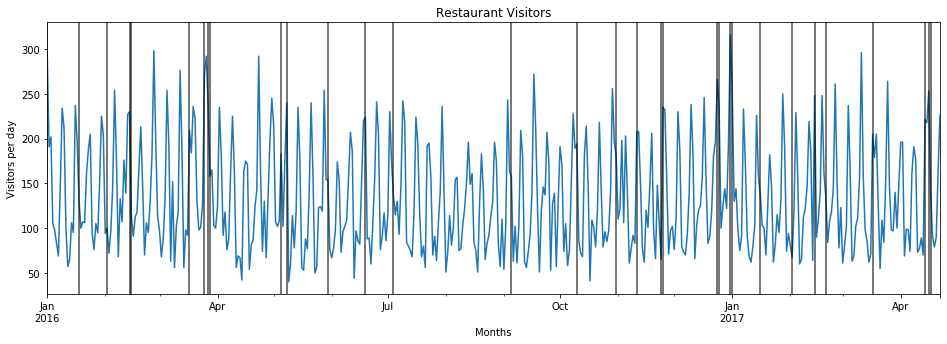 Restaurant Visitors
Visitors per day
300
250
200
150
100
50
Jan Apr Jul Oct Jan Apr
2016 2017
Months